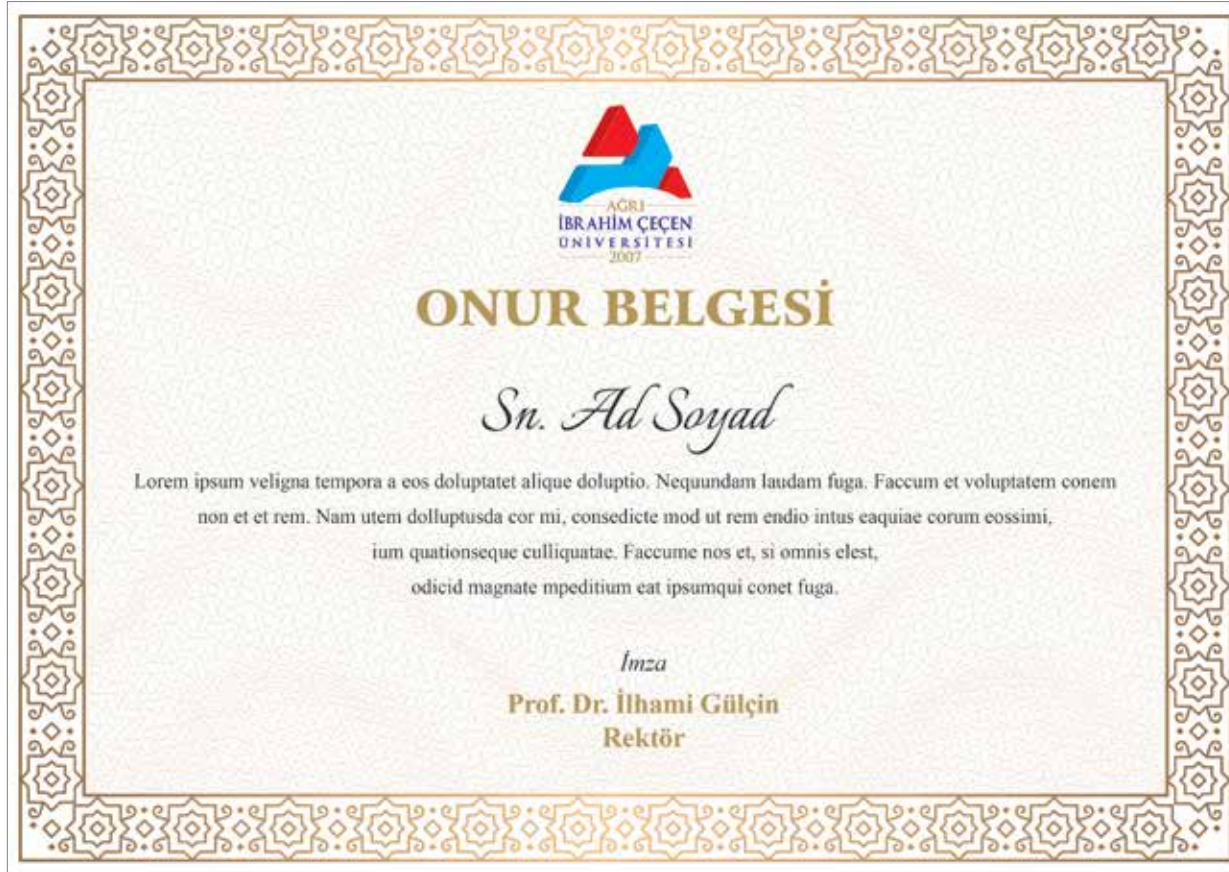 AĞRI
İBRAHİM ÇEÇEN
ÜNİVERSİTESİ
2007
ONUR BELGESİ
Sn. Ad Soyad
Lorem ipsum veligna tempora a eos doluptatet alique doluptio. Nequundam laudam fuga. Faccum et voluptatem conem
non et et rem. Nam utem dolluptusda cor mi, consedicte mod ut rem endio intus eaquiae corum eossimi,
ium quationseque culliquatae. Faccume nos et, si omnis elest,
odicid magnate mpeditium eat ipsumqui conet fuga.
İmza
Prof. Dr. İlhami Gülçin
Rektör